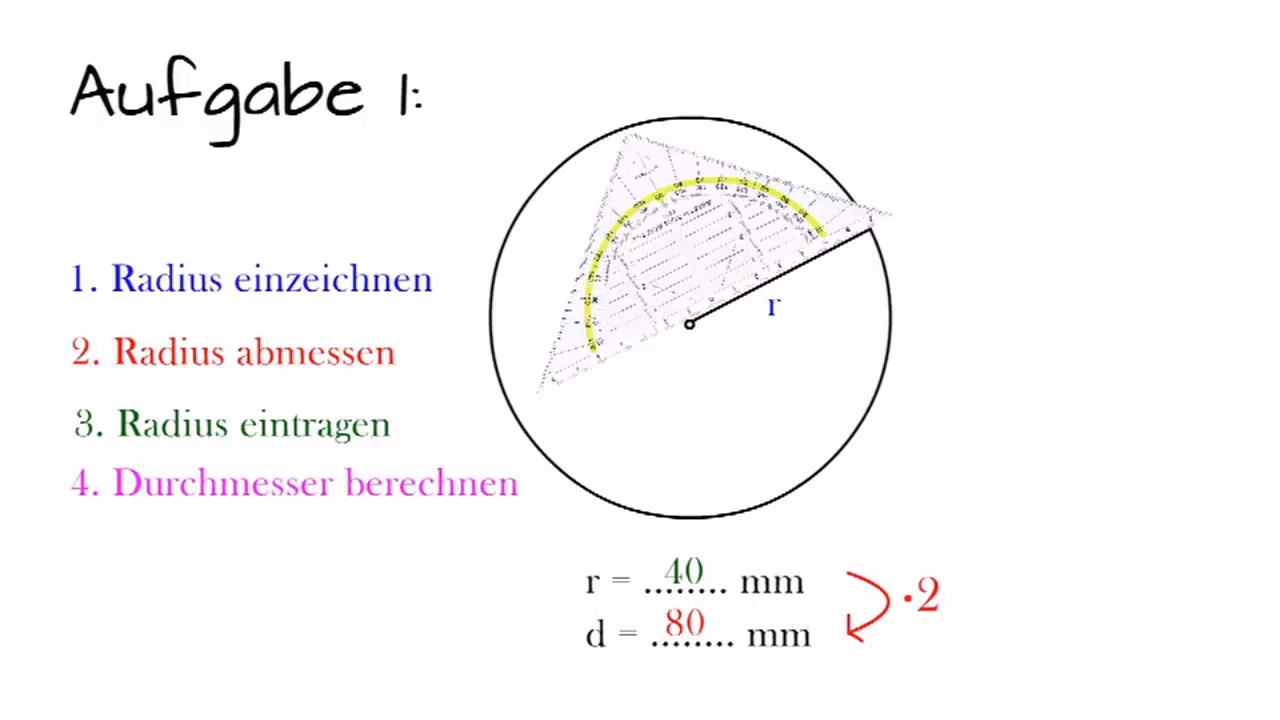 Aufgabe 1:
1. Radius einzeichnen
2. Radius abmessen
3. Radius eintragen
4. Durchmesser berechnen
r
r = ...40... mm
d = ...80... mm
·2